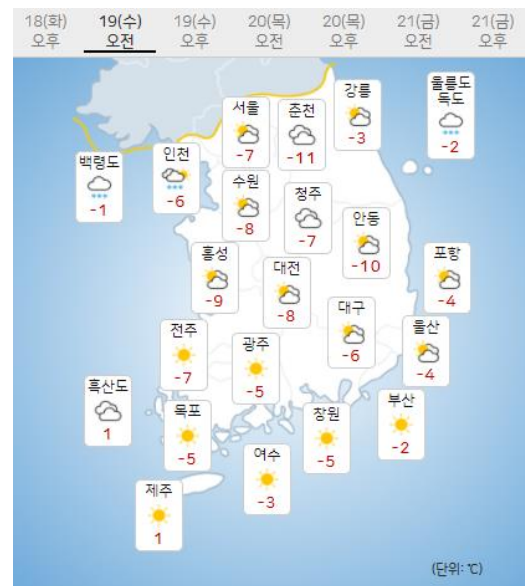 18(화) 19(수) 19(수) 20(목) 20(목) 21(금) 21(금)
오후 오전 오후 오전 오후 오전 오후
울릉도
독도
-2
강릉
-3
서울
-7
춘천
-11
백령도
-1
인천
-6
수원
-8
청주
-7
안동
-10
홍성
-9
대전
-8
포항
-4
대구
-6
울산
-4
전주
-7
광주
-5
흑산도
1
목포
-5
창원
-5
부산
-2
여수
-3
제주
1
(단위: ℃)